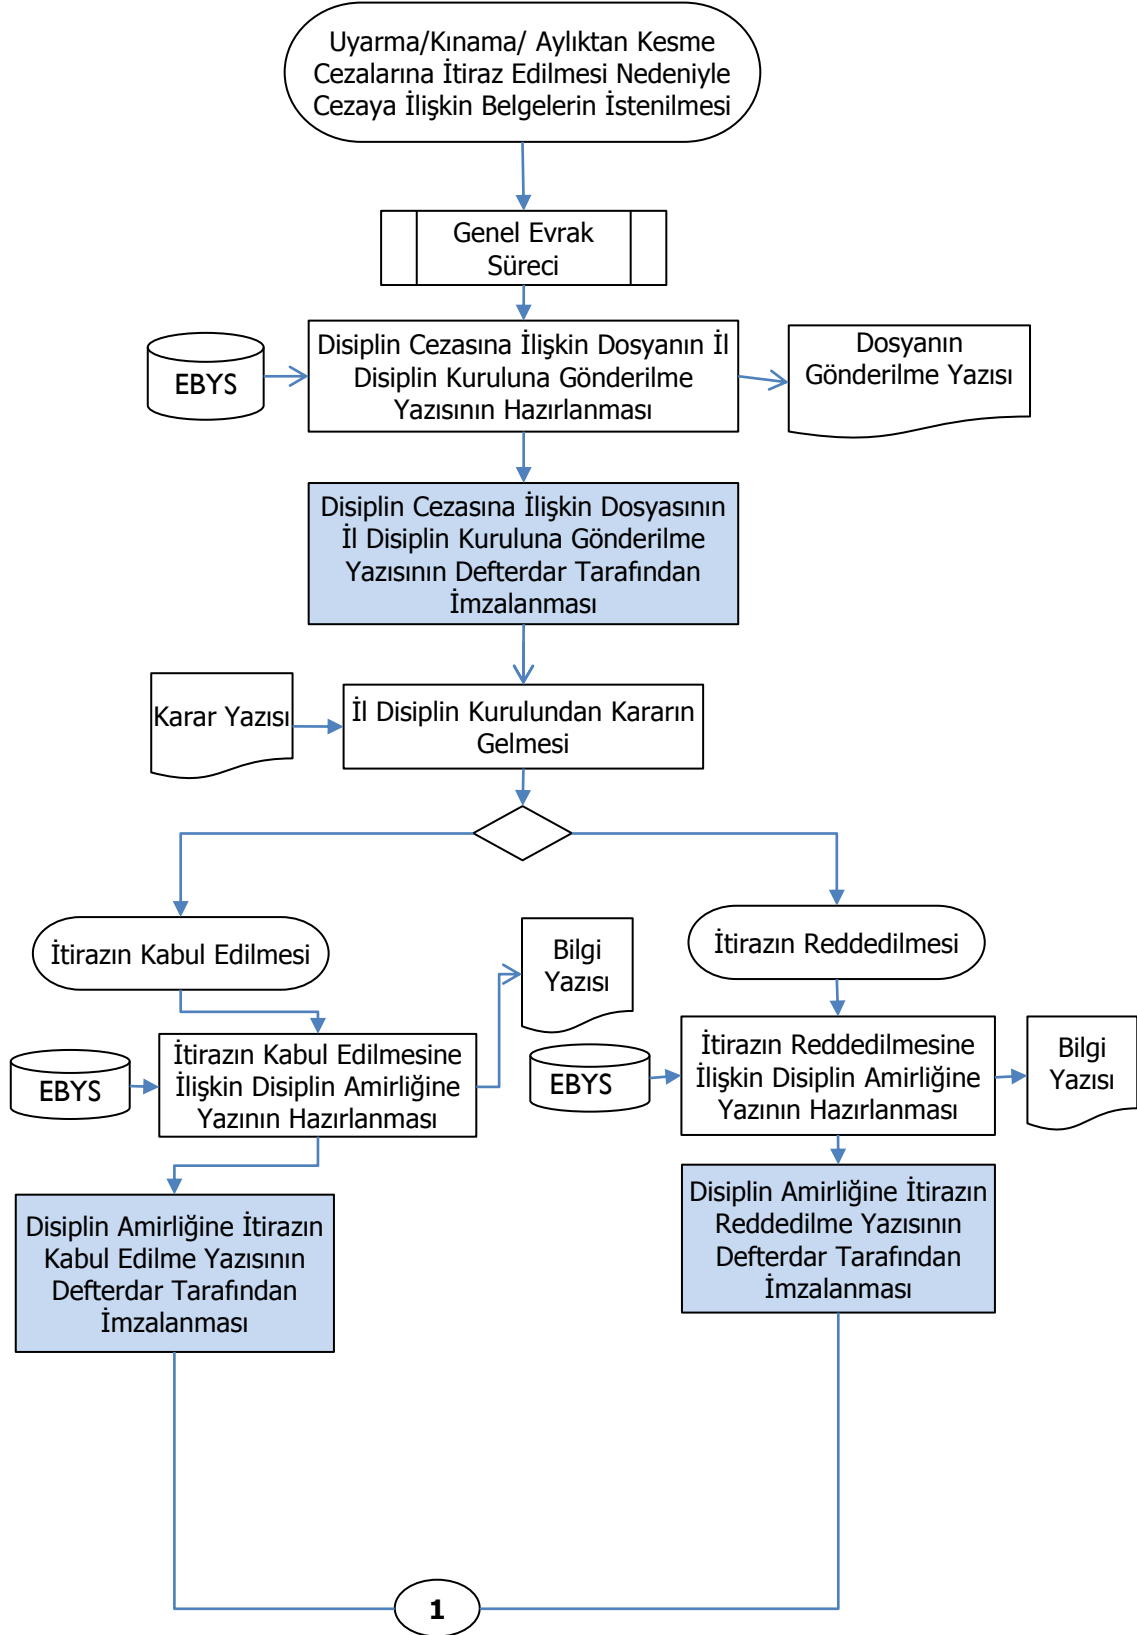 Uyarma/Kınama/ Aylıktan Kesme
Cezalarına İtiraz Edilmesi Nedeniyle
Cezaya İlişkin Belgelerin İstenilmesi
Genel Evrak
Süreci
EBYS
Disiplin Cezasına İlişkin Dosyanın İl
Disiplin Kuruluna Gönderilme
Yazısının Hazırlanması
Dosyanın
Gönderilme Yazısı
Disiplin Cezasına İlişkin Dosyasının
İl Disiplin Kuruluna Gönderilme
Yazısının Defterdar Tarafından
İmzalanması
Karar Yazısı
İl Disiplin Kurulundan Kararın
Gelmesi
İtirazın Kabul Edilmesi
Bilgi
Yazısı
İtirazın Reddedilmesi
EBYS
İtirazın Kabul Edilmesine
İlişkin Disiplin Amirliğine
Yazının Hazırlanması
EBYS
İtirazın Reddedilmesine
İlişkin Disiplin Amirliğine
Yazının Hazırlanması
Bilgi
Yazısı
Disiplin Amirliğine İtirazın
Kabul Edilme Yazısının
Defterdar Tarafından
İmzalanması
Disiplin Amirliğine İtirazın
Reddedilme Yazısının
Defterdar Tarafından
İmzalanması
1